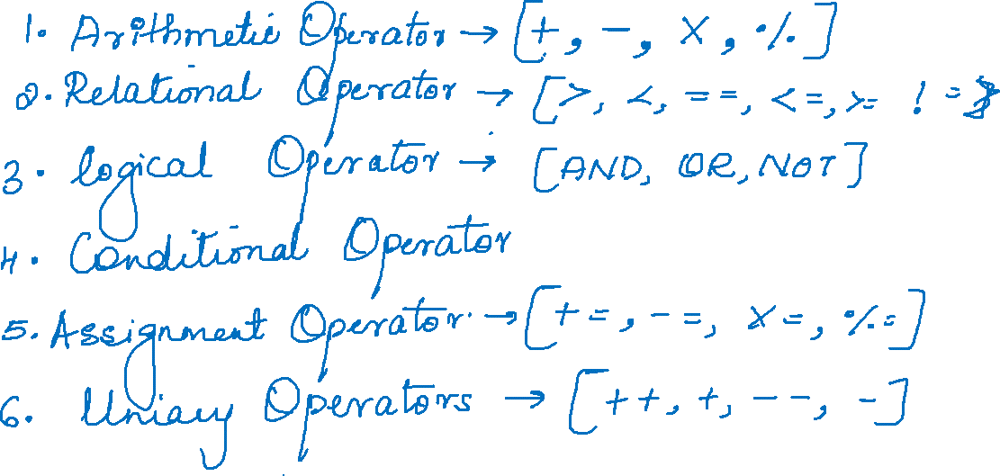 1. Arithmetic Operator → [+, -, X, %]
2. Relational Operator → [>, <, ==, <=, >= !=]
3. logical Operator → [AND, OR, NOT]
4. Conditional Operator
5. Assignment Operator. → [+=, -=, X=, %=]
6. Uniary Operators → [++, +, --, -]